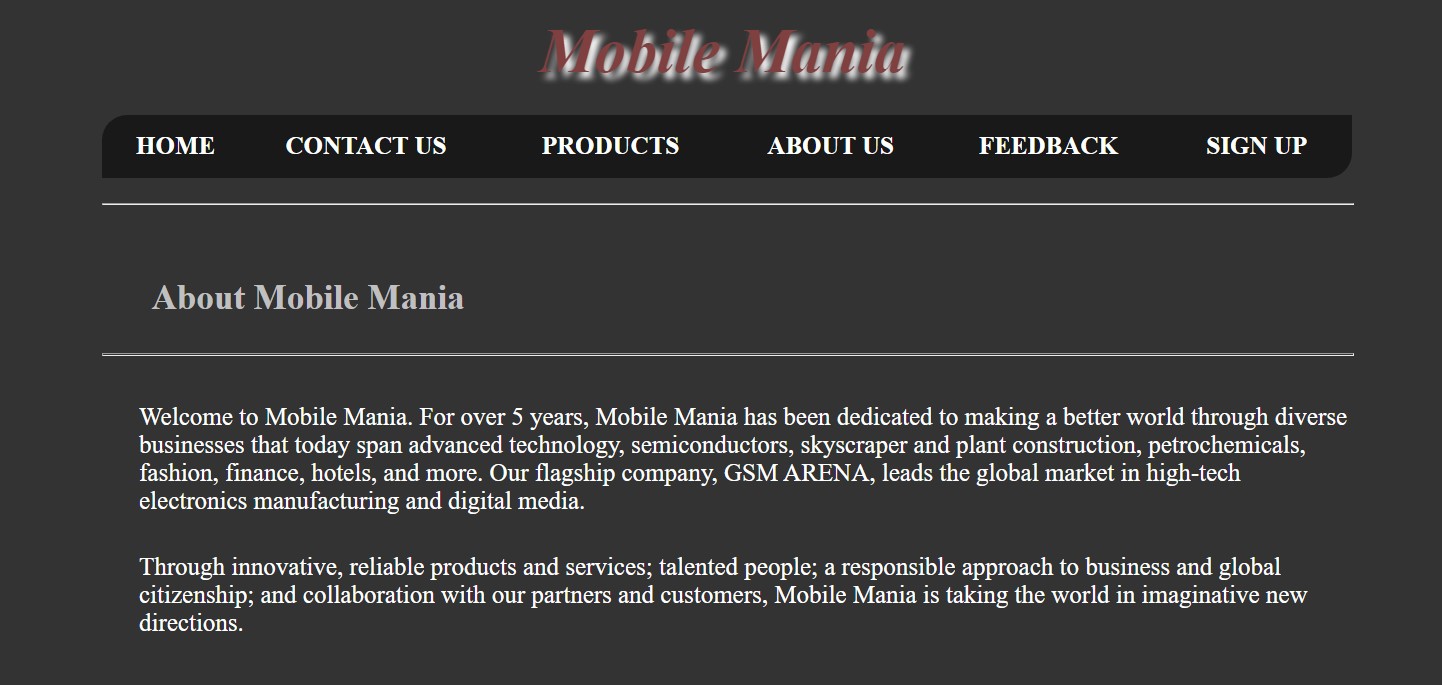 Mobile Mania
HOME CONTACT US PRODUCTS ABOUT US FEEDBACK SIGN UP
About Mobile Mania
Welcome to Mobile Mania. For over 5 years, Mobile Mania has been dedicated to making a better world through diverse
businesses that today span advanced technology, semiconductors, skyscraper and plant construction, petrochemicals,
fashion, finance, hotels, and more. Our flagship company, GSM ARENA, leads the global market in high-tech
electronics manufacturing and digital media.
Through innovative, reliable products and services; talented people; a responsible approach to business and global
citizenship; and collaboration with our partners and customers, Mobile Mania is taking the world in imaginative new
directions.